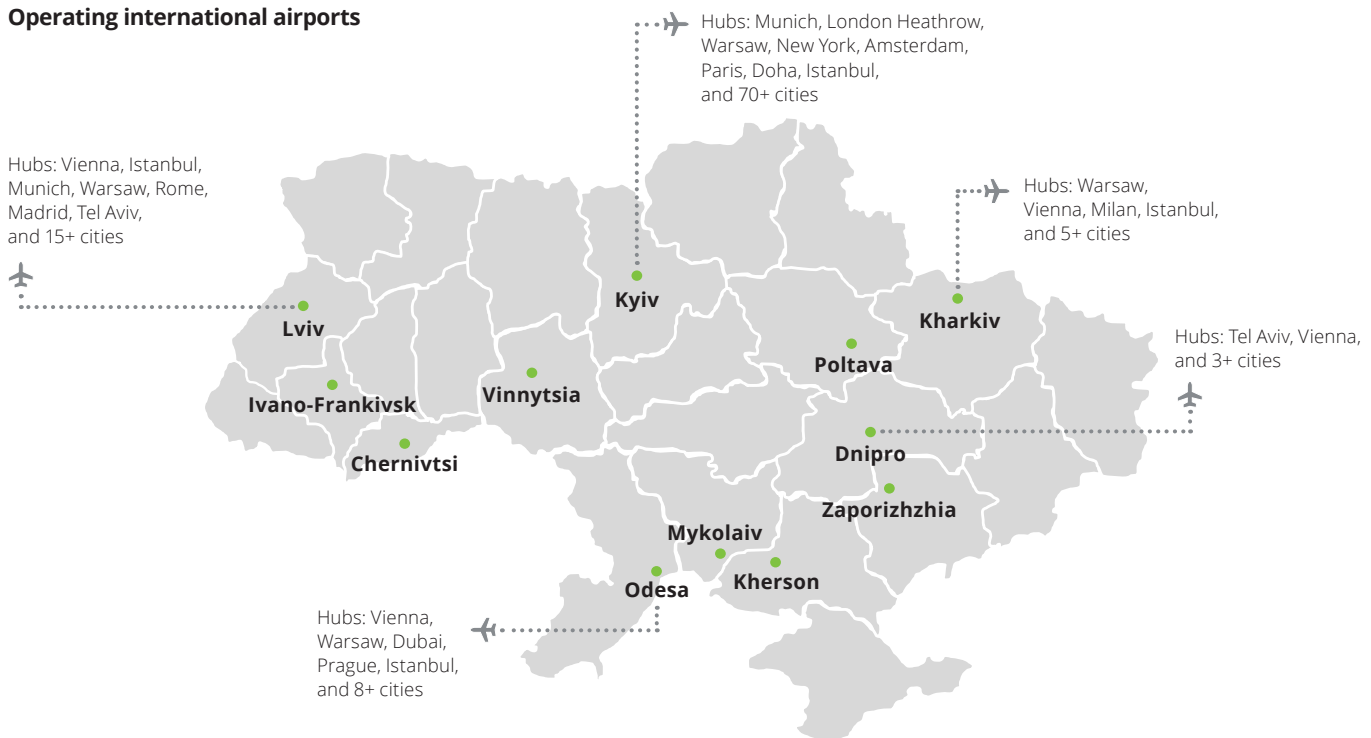 Operating international airports
Hubs: Munich, London Heathrow,
Warsaw, New York, Amsterdam,
Paris, Doha, Istanbul,
and 70+ cities
Hubs: Vienna, Istanbul,
Munich, Warsaw, Rome,
Madrid, Tel Aviv,
and 15+ cities
Hubs: Warsaw,
Vienna, Milan, Istanbul,
and 5+ cities
Kyiv
Lviv
Kharkiv
Hubs: Tel Aviv, Vienna,
and 3+ cities
Poltava
Vinnytsia
Ivano-Frankivsk
Chernivtsi
Dnipro
Zaporizhzhia
Mykolaiv
Kherson
Odesa
Hubs: Vienna,
Warsaw, Dubai,
Prague, Istanbul,
and 8+ cities